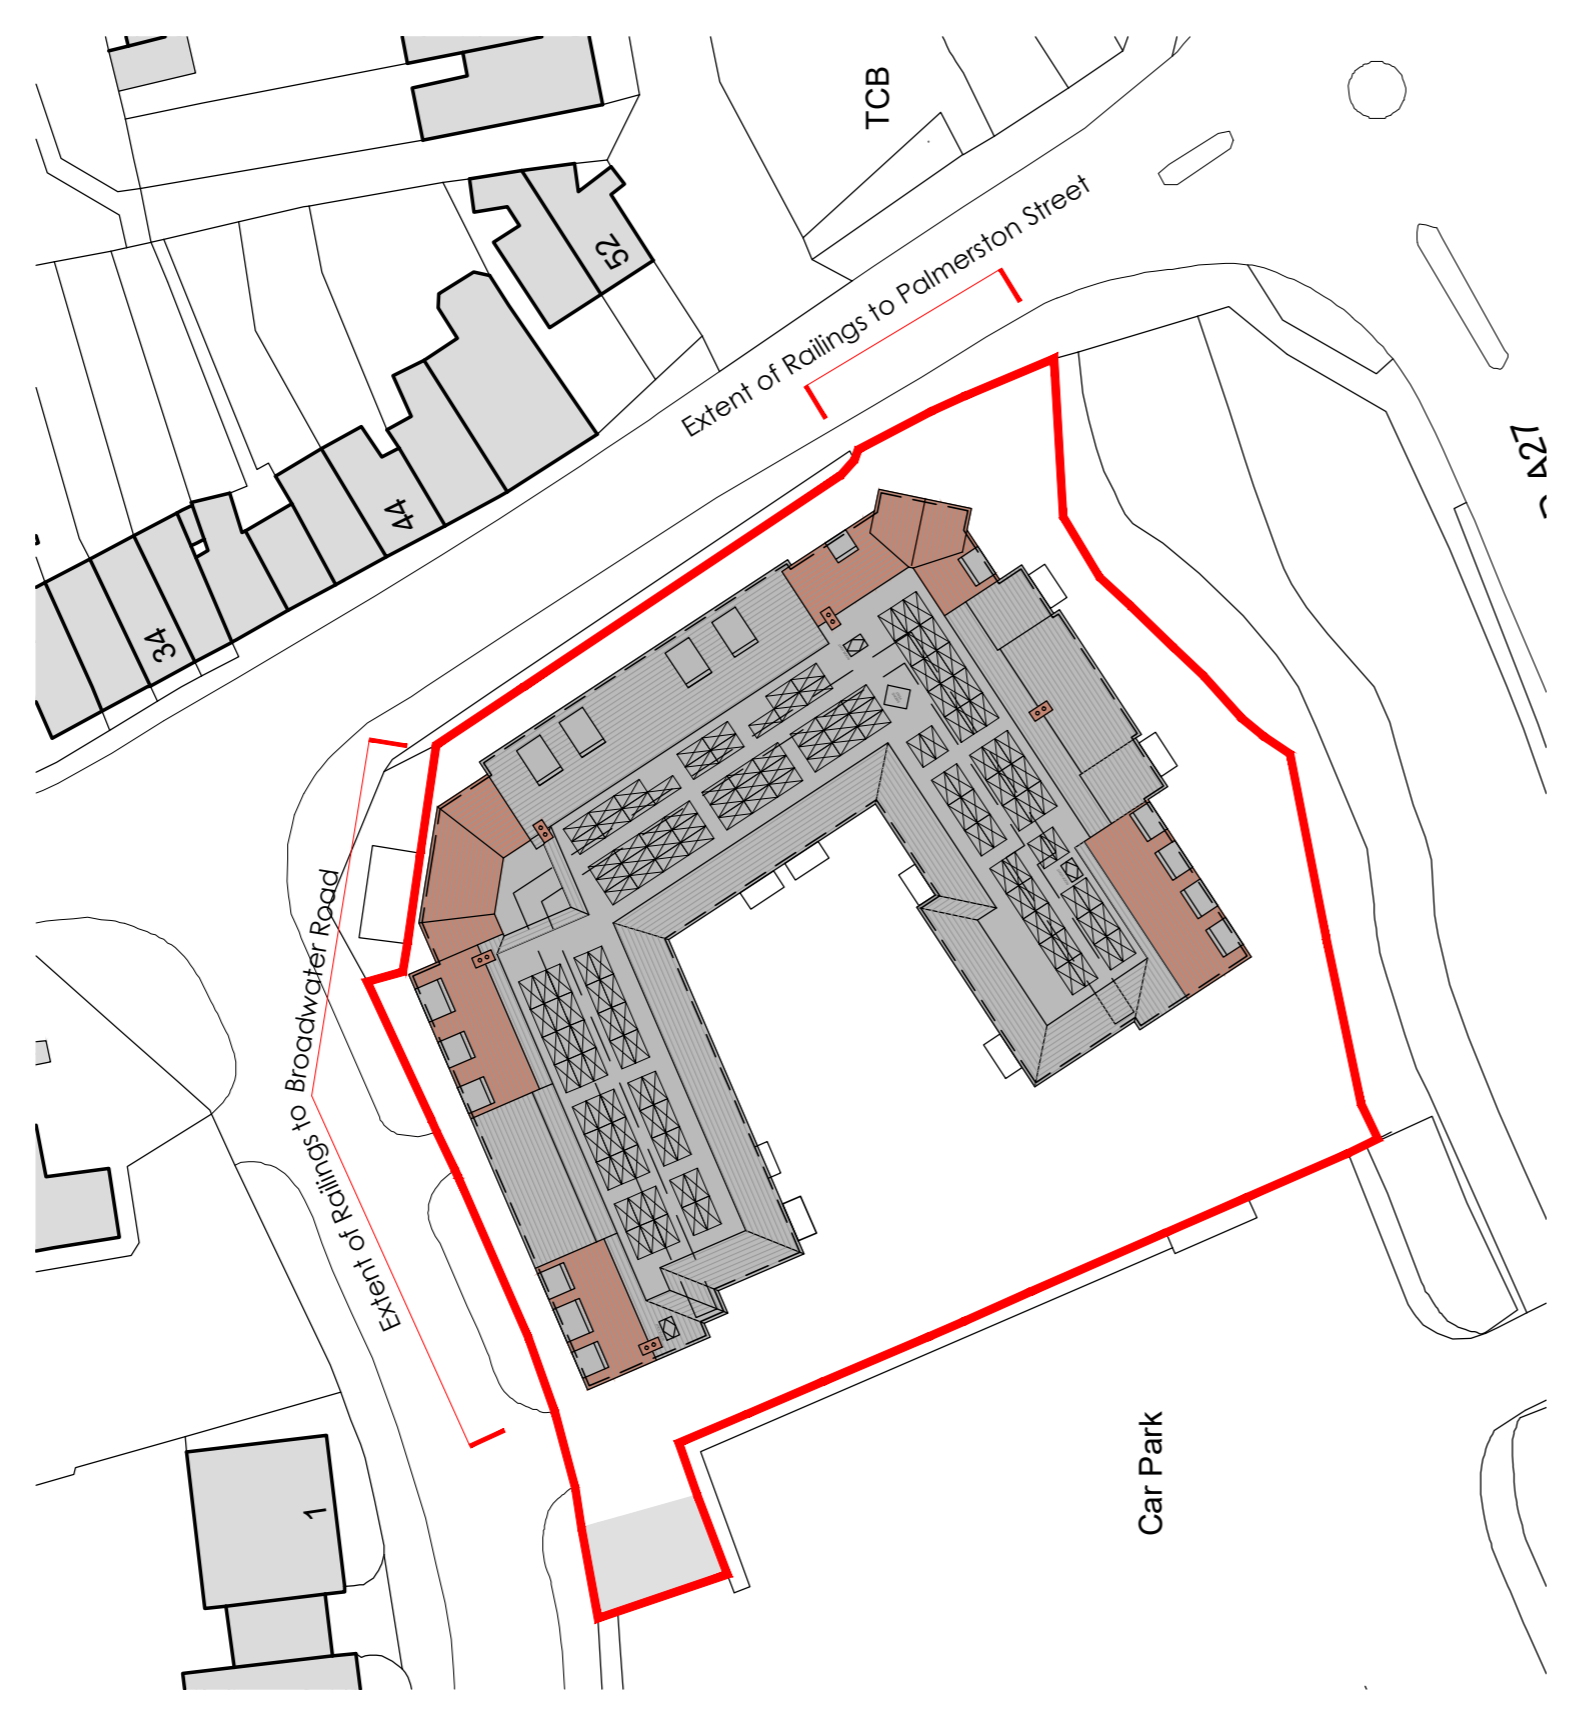 TCB
52
Extent of Railings to Palmerston Street
A27
44
34
Extent of Railings to Broadwater Road
Car Park
1